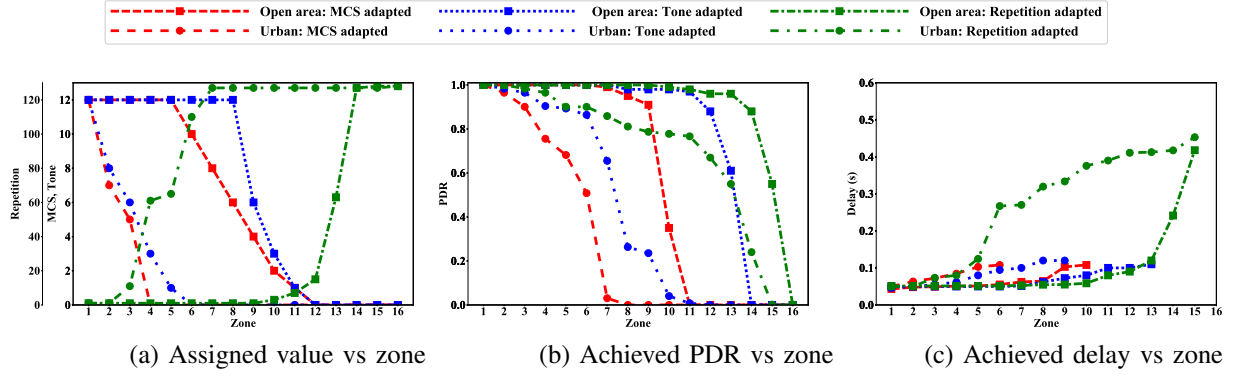 Open area: MCS adapted Open area: Tone adapted Open area: Repetition adapted
Urban: MCS adapted Urban: Tone adapted Urban: Repetition adapted
Repetition
120
100
80
60
40
20
0
MCS, Tone
12
10
8
6
4
2
0
1 2 3 4 5 6 7 8 9 10 11 12 13 14 15 16
Zone
(a) Assigned value vs zone
PDR
1.0
0.8
0.6
0.4
0.2
0.0
1 2 3 4 5 6 7 8 9 10 11 12 13 14 15 16
Zone
(b) Achieved PDR vs zone
Delay (s)
0.6
0.5
0.4
0.3
0.2
0.1
0.0
1 2 3 4 5 6 7 8 9 10 11 12 13 14 15 16
Zone
(c) Achieved delay vs zone